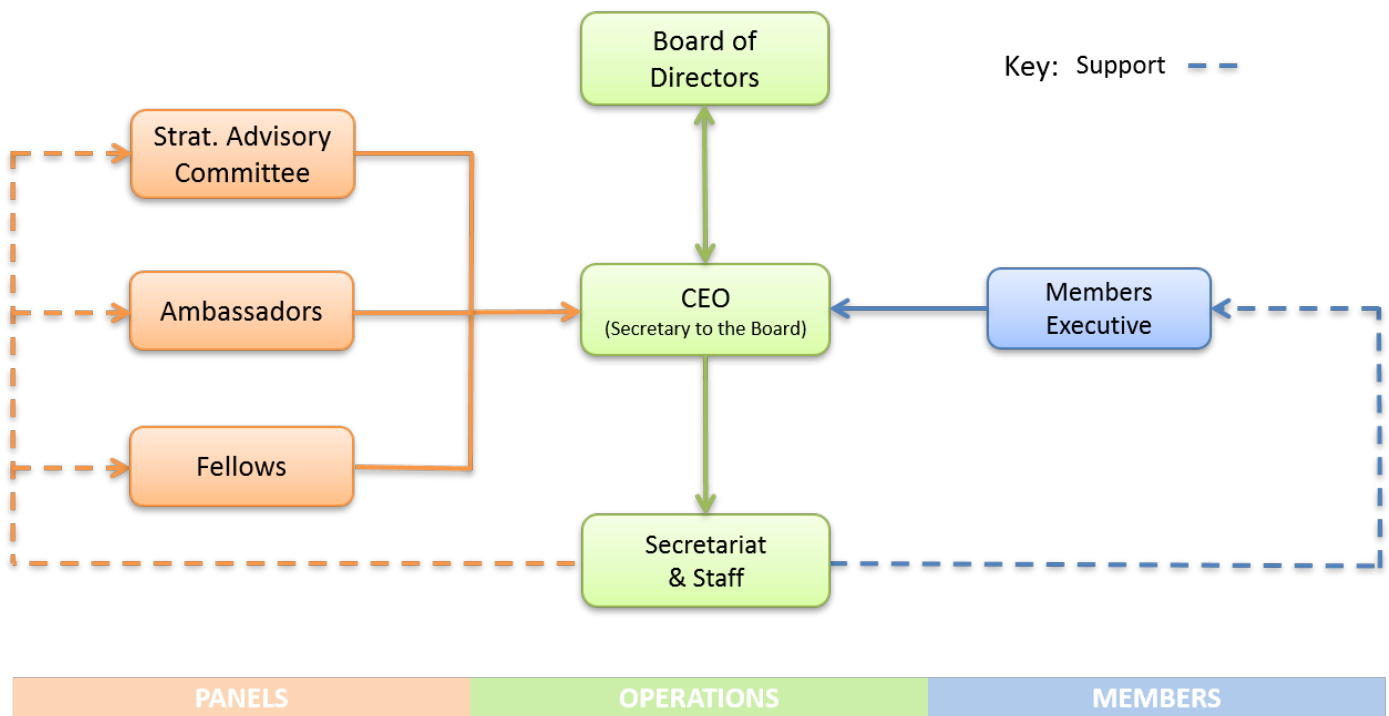 Board of
Directors
Key: Support
Strat. Advisory
Committee
Ambassadors
CEO
(Secretary to the Board)
Members
Executive
Fellows
Secretariat
& Staff
PANELS
OPERATIONS
MEMBERS